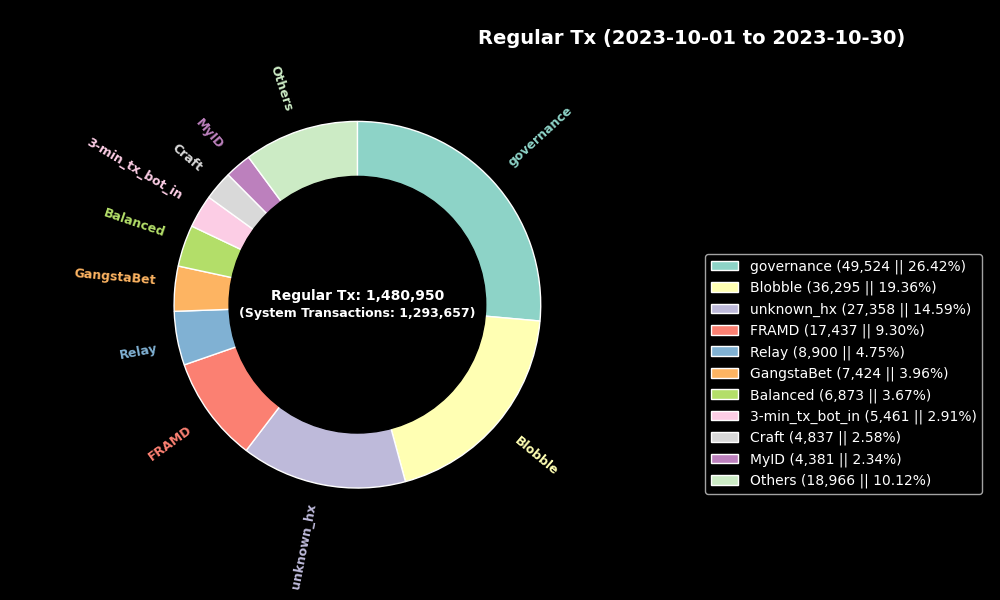 Regular Tx (2023-10-01 to 2023-10-30)
Others
governance
MyID
Craft
3-min_tx_bot_in
Balanced
GangstaBet
Relay
FRAMD
unknown_hx
Blobble
Regular Tx: 1,480,950
(System Transactions: 1,293,657)
governance (49,524 || 26.42%)
Blobble (36,295 || 19.36%)
unknown_hx (27,358 || 14.59%)
FRAMD (17,437 || 9.30%)
Relay (8,900 || 4.75%)
GangstaBet (7,424 || 3.96%)
Balanced (6,873 || 3.67%)
3-min_tx_bot_in (5,461 || 2.91%)
Craft (4,837 || 2.58%)
MyID (4,381 || 2.34%)
Others (18,966 || 10.12%)